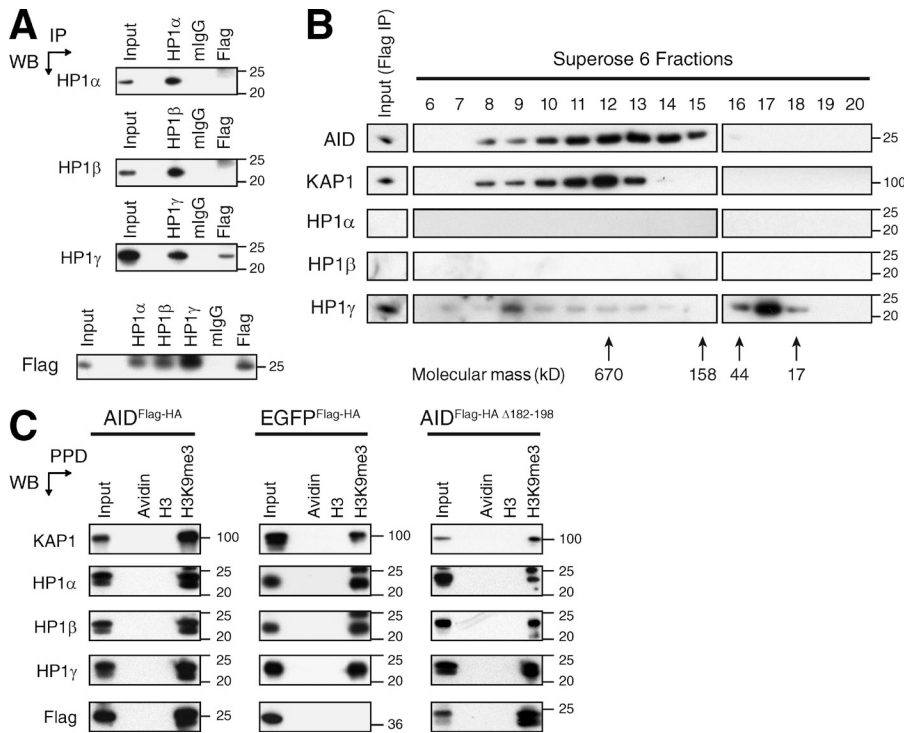 A
IP
WB
Input
HP1α
mIgG
Flag
HP1α
25
20
Input
HP1β
mIgG
Flag
HP1β
25
20
Input
HP1γ
mIgG
Flag
HP1γ
25
20
Input
HP1α
HP1β
HP1γ
mIgG
Flag
Flag
25
B
Input (Flag IP)
Superose 6 Fractions
6 7 8 9 10 11 12 13 14 15 16 17 18 19 20
AID 25
KAP1 100
HP1α 25
20
HP1β 25
20
HP1γ 25
20
Molecular mass (kD) 670 158 44 17
C
AID Flag-HA
EGFP Flag-HA
AID Flag-HA Δ182-198
PPD
WB
Input
Avidin
H3
H3K9me3
Input
Avidin
H3
H3K9me3
Input
Avidin
H3
H3K9me3
KAP1 100 100 100
HP1α 25 25 25
20 20 20
HP1β 25 25 25
20 20 20
HP1γ 25 25 25
20 20 20
Flag 25 36 25